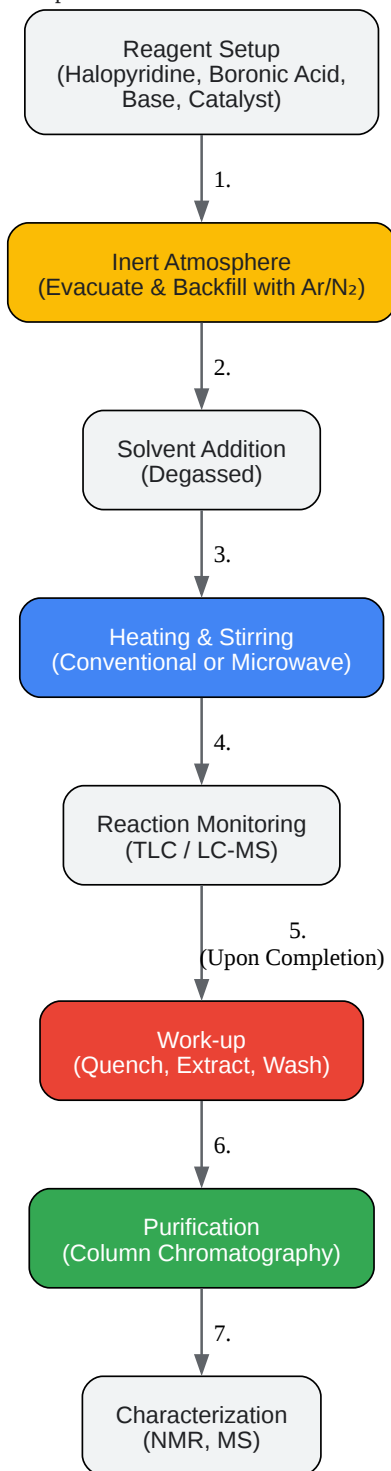 Reagent Setup
(Halopyridine, Boronic Acid,
Base, Catalyst)
1.
Inert Atmosphere
(Evacuate & Backfill with Ar/N₂)
2.
Solvent Addition
(Degassed)
3.
Heating & Stirring
(Conventional or Microwave)
4.
Reaction Monitoring
(TLC / LC-MS)
5.
(Upon Completion)
Work-up
(Quench, Extract, Wash)
6.
Purification
(Column Chromatography)
7.
Characterization
(NMR, MS)